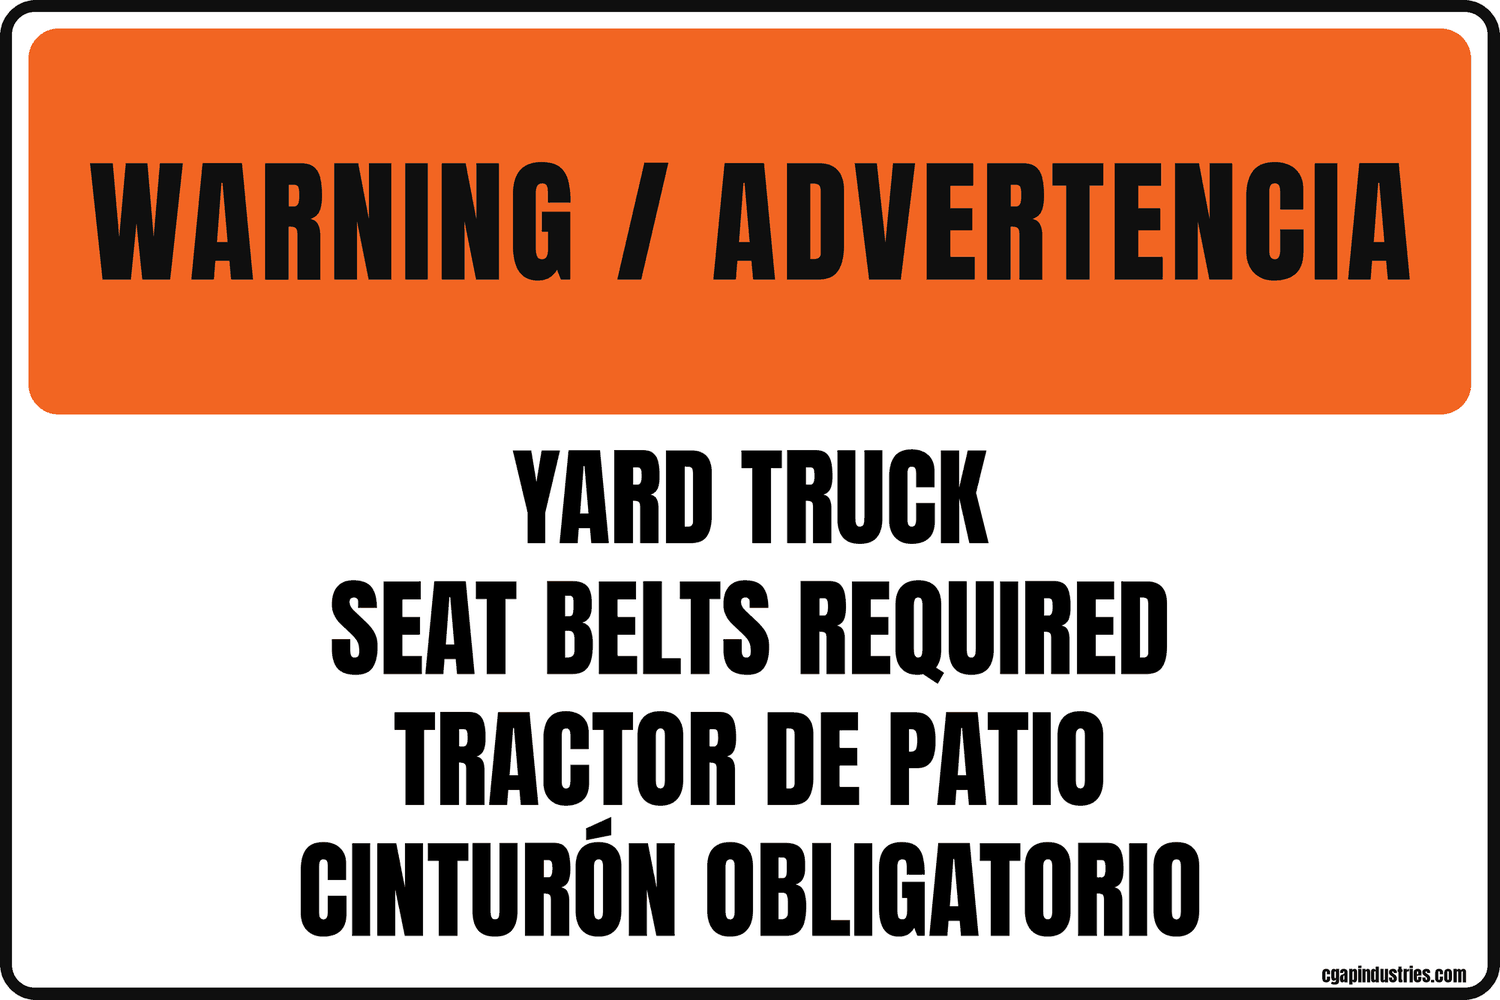 WARNING / ADVERTENCIA
YARD TRUCK
SEAT BELTS REQUIRED
TRACTOR DE PATIO
CINTURÓN OBLIGATORIO
cgapindustries.com